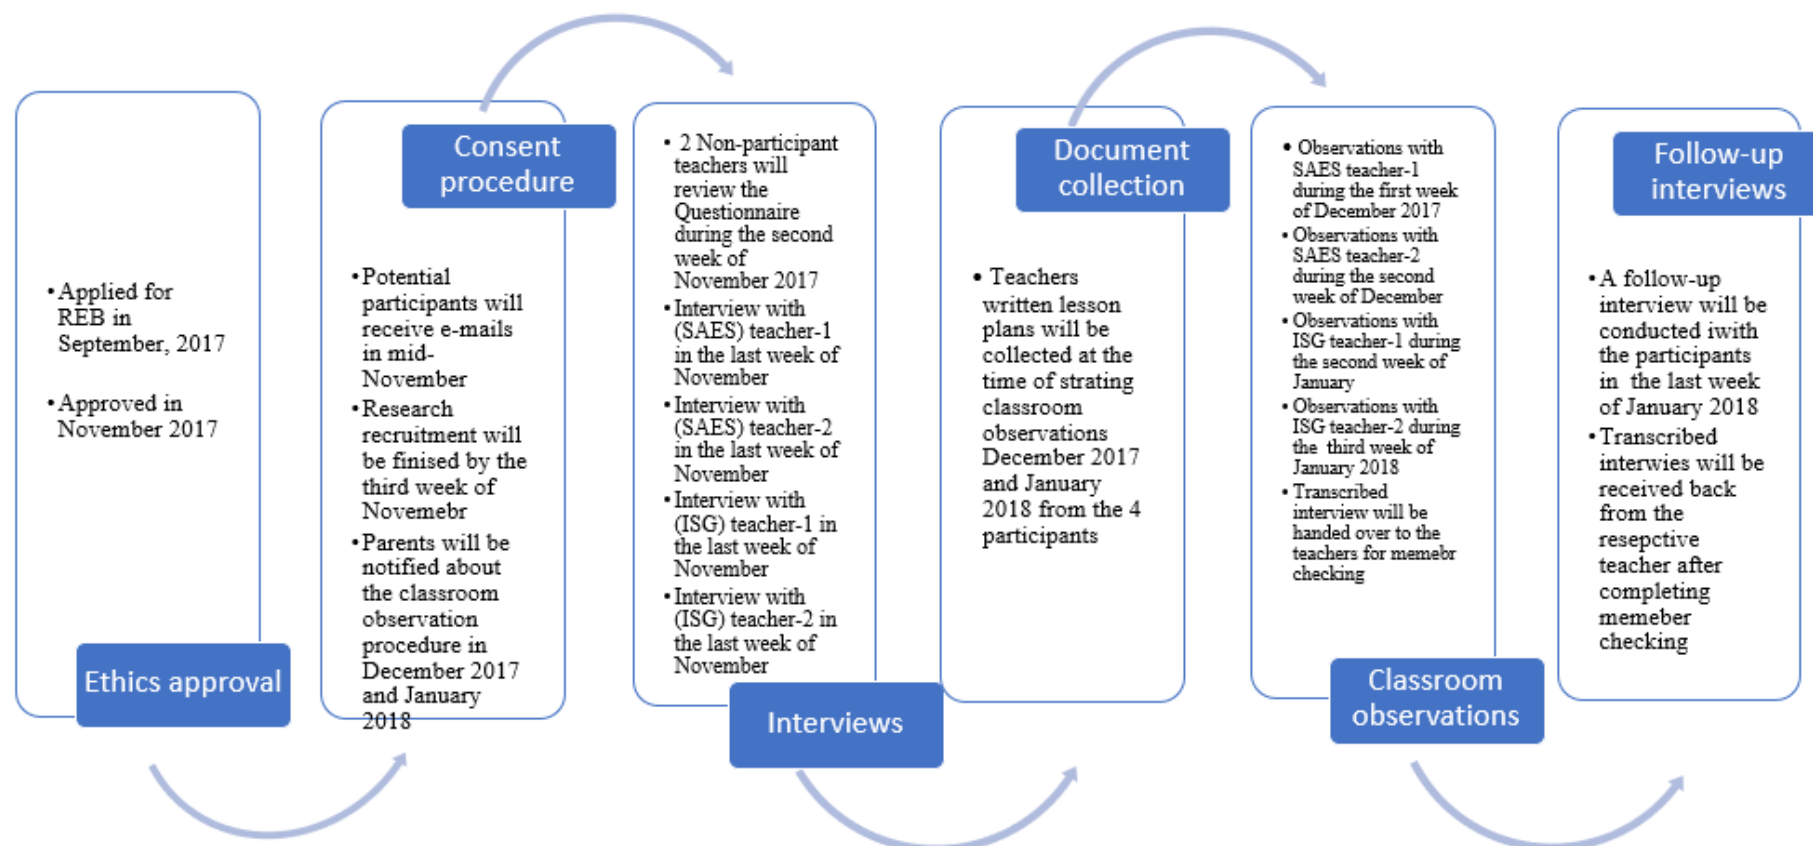 •Applied for
REB in
September, 2017
•Approved in
November 2017
Ethics approval
Consent
procedure
•Potential
participants will
receive e-mails
in mid-
November
•Research
recruitment will
be finised by the
third week of
Novemebr
•Parents will be
notified about
the classroom
observation
procedure in
December 2017
and January
2018
• 2 Non-participant
teachers will
review the
Questionnaire
during the second
week of
November 2017
•Interview with
(SAES) teacher-1
in the last week of
November
•Interview with
(SAES) teacher-2
in the last week of
November
•Interview with
(ISG) teacher-1 in
the last week of
November
•Interview with
(ISG) teacher-2 in
the last week of
November
Interviews
Document
collection
• Teachers
written lesson
plans will be
collected at the
time of strating
classroom
observations
December 2017
and January
2018 from the 4
participants
• Observations with
SAES teacher-1
during the first week
of December 2017
•Observations with
SAES teacher-2
during the second
week of December
•Observations with
ISG teacher-1 during
the second week of
January
•Observations with
ISG teacher-2 during
the third week of
January 2018
•Transcribed
interview will be
handed over to the
teachers for memebr
checking
Classroom
observations
Follow-up
interviews
•A follow-up
interview will be
conducted iwith
the participants
in the last week
of January 2018
•Transcribed
interwies will be
received back
from the
resepctive
teacher after
completing
memeber
checking